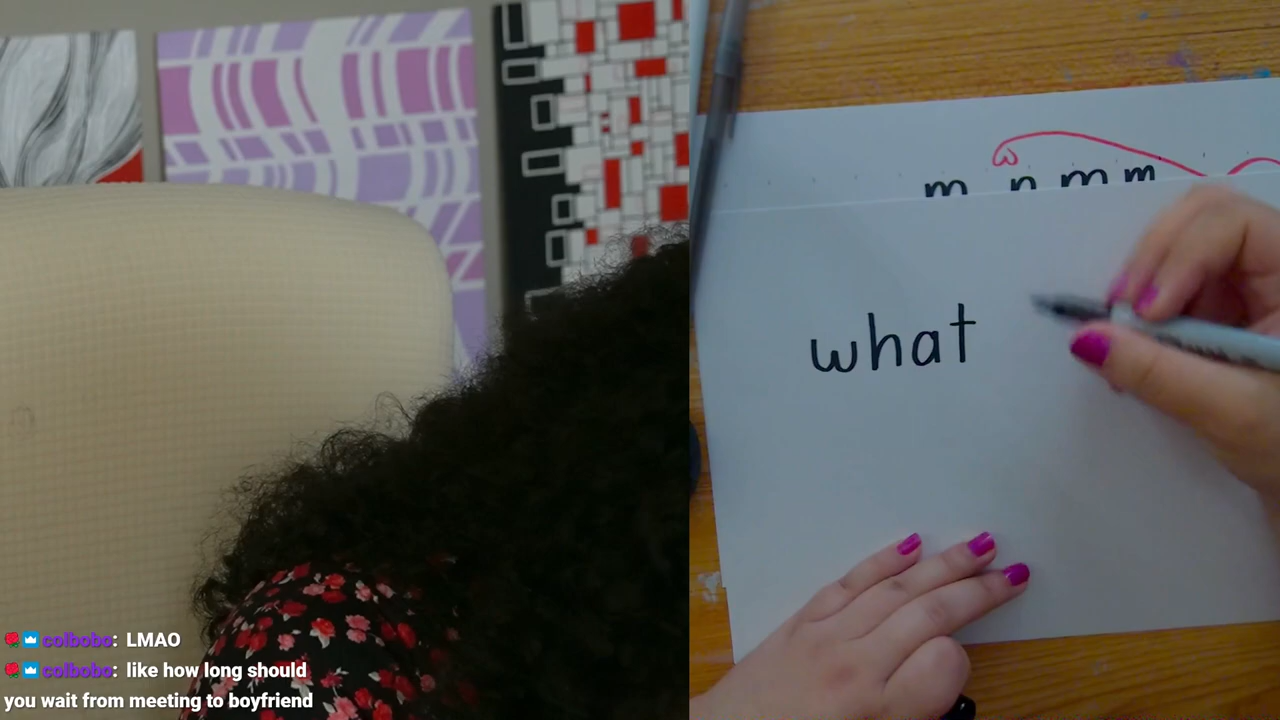 m n m m
what
colbobo: LMAO
colbobo: like how long should
you wait from meeting to boyfriend